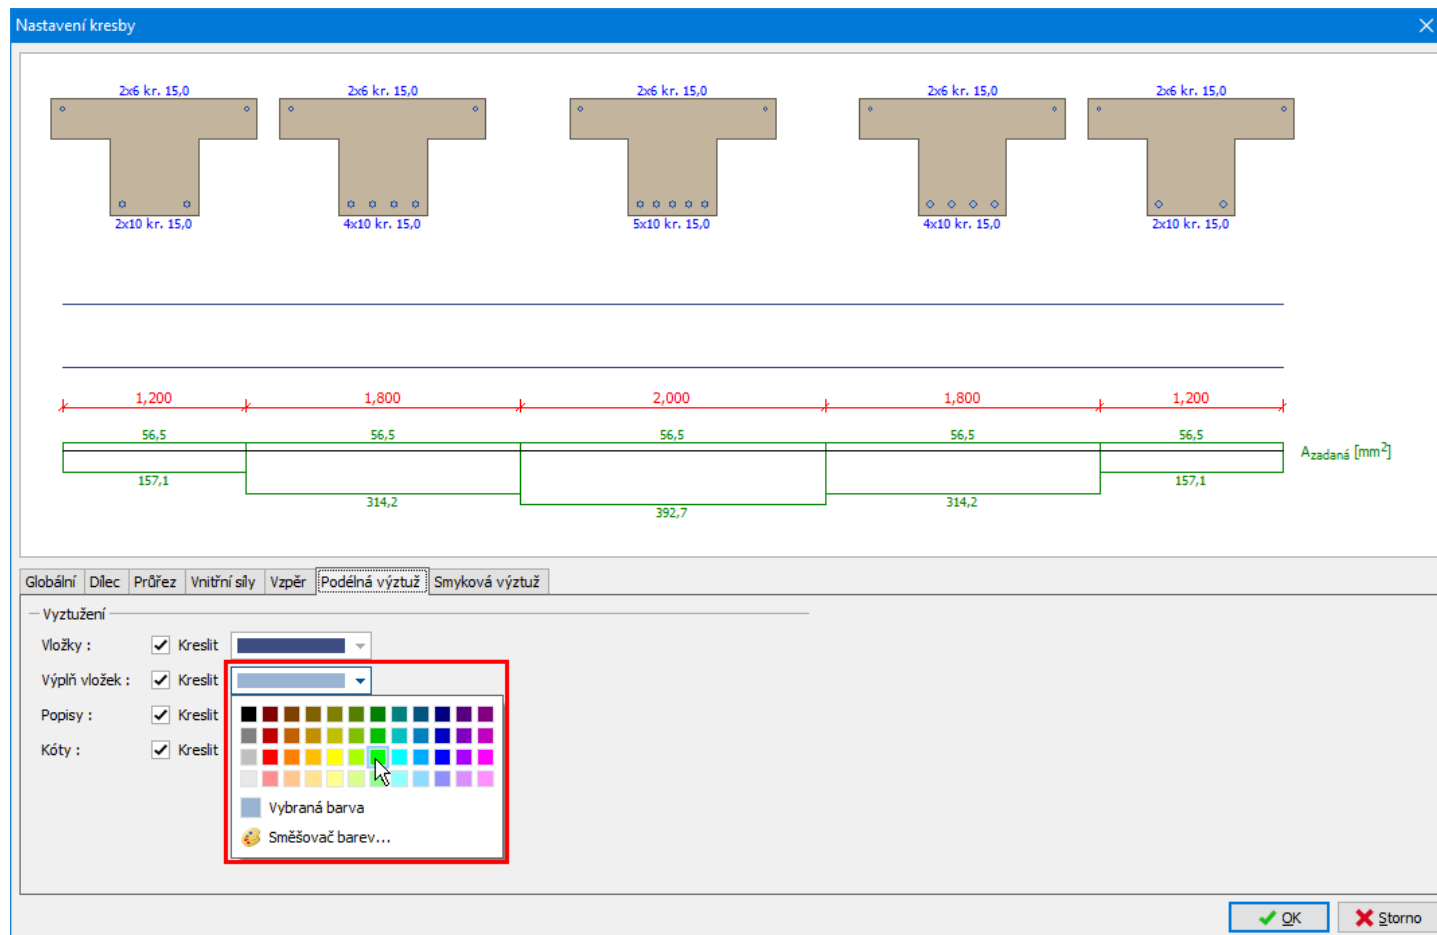 Nastavení kresby
2x6 kr. 15,0 2x6 kr. 15,0 2x6 kr. 15,0 2x6 kr. 15,0 2x6 kr. 15,0
2x10 kr. 15,0 4x10 kr. 15,0 5x10 kr. 15,0 4x10 kr. 15,0 2x10 kr. 15,0
1,200 1,800 2,000 1,800 1,200
56,5 56,5 56,5 56,5 56,5
Azadaná [mm2]
157,1 314,2 392,7 314,2 157,1
Globální Dílec Průřez Vnitřní síly Vzpěr Podélná výztuž Smyková výztuž
Vyztužení
Vložky : Kreslit
Výplň vložek : Kreslit
Popisy : Kreslit
Kóty : Kreslit
Vybraná barva
Směšovač barev...
OK Storno